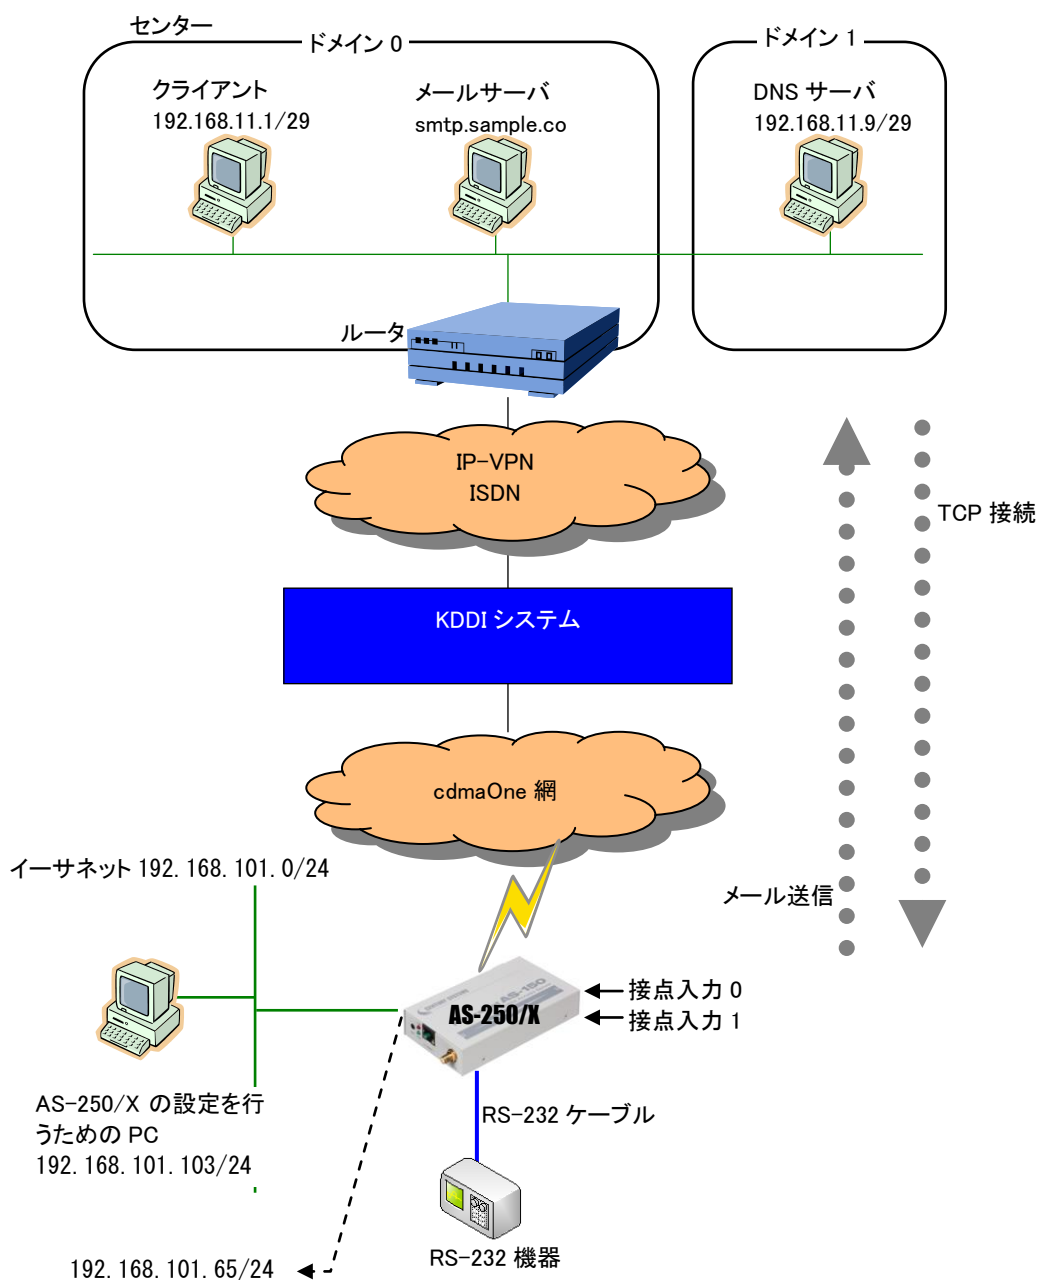 センター
ドメイン 0
ドメイン 1
クライアント
192.168.11.1/29
メールサーバ
smtp.sample.co
DNS サーバ
192.168.11.9/29
ルータ
IP-VPN
ISDN
TCP 接続
KDDI システム
cdmaOne 網
イーサネット 192.168.101.0/24
メール送信
AS-150
AS-250/X
接点入力 0
接点入力 1
AS-250/X の設定を行
うための PC
192.168.101.103/24
RS-232 ケーブル
RS-232 機器
192.168.101.65/24